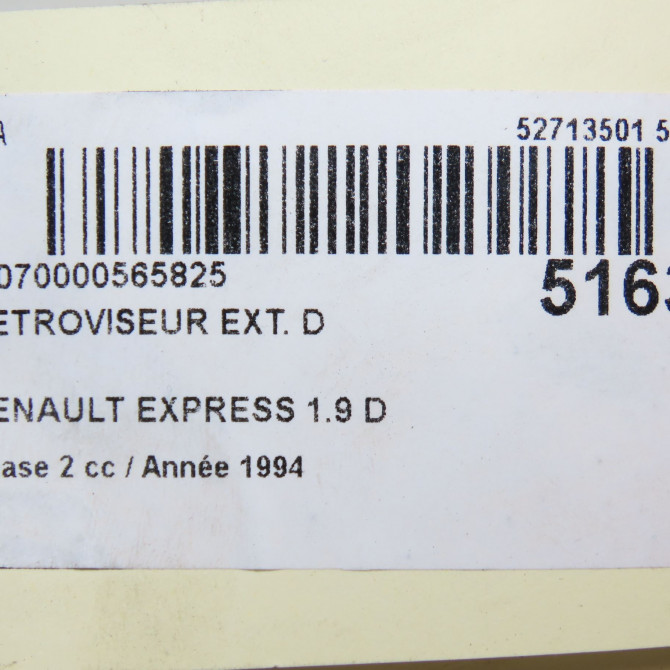 A 52713501 5
070000565825 5163
ETROVISEUR EXT. D
ENAULT EXPRESS 1.9 D
ase 2 cc / Année 1994